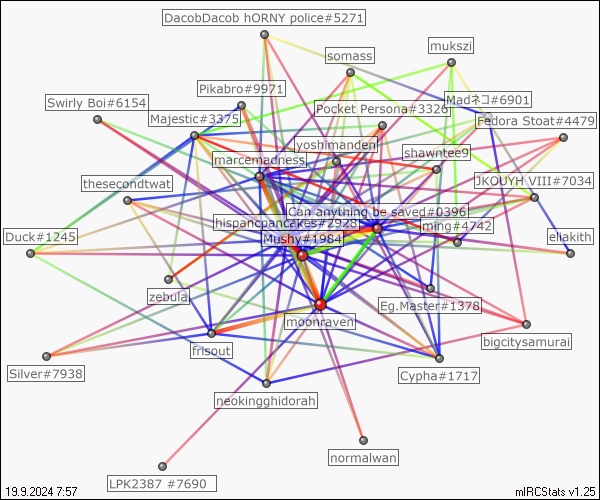 DacobDacob hORNY police#5271
mukszi
somass
Pikabro#9971
Swirly Boi#6154
Madネコ#6901
Pocket Persona#3326
Majestic#3375
Fedora Stoat#4479
yoshimanden
marcemadness
shawntee9
thesecondtwat
JKOUYH VIII#7034
Can anything be saved#0396
hispancpancakes#2928
ming#4742
Duck#1245
Mushy#1984
eliakith
zebula
Eg.Master#1378
moonraven
bigcitysamurai
frisout
Silver#7938
Cypha#1717
neokingghidorah
normalwan
LPK2387 #7690
19.9.2024 7:57
mIRCStats v1.25